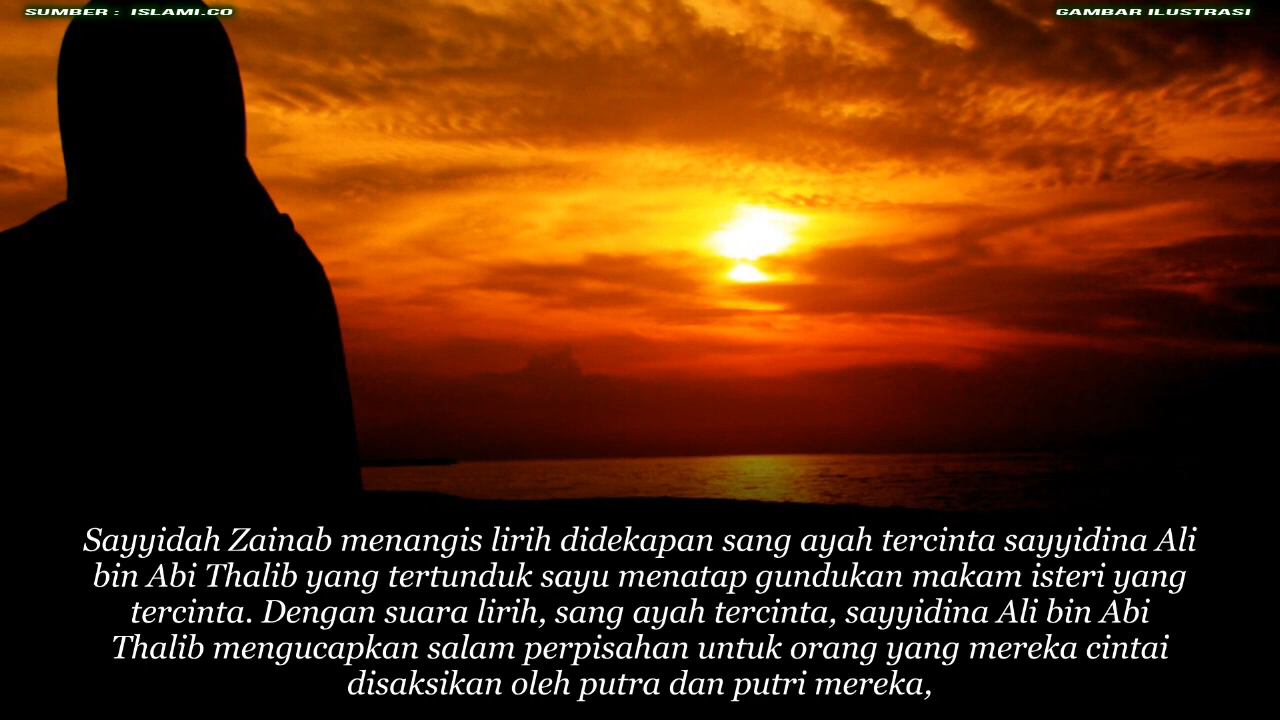 SUMBER : ISLAMI.CO
GAMBAR ILUSTRASI
Sayyidah Zainab menangis lirih didekapan sang ayah tercinta sayyidina Ali
bin Abi Thalib yang tertunduk sayu menatap gundukan makam isteri yang
tercinta. Dengan suara lirih, sang ayah tercinta, sayyidina Ali bin Abi
Thalib mengucapkan salam perpisahan untuk orang yang mereka cintai
disaksikan oleh putra dan putri mereka,